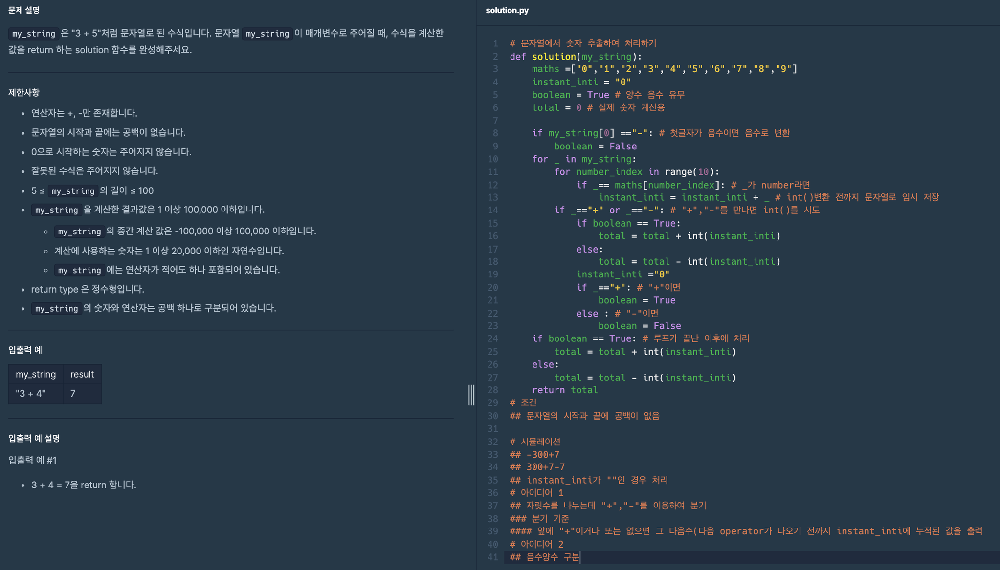 문제 설명
my_string 은 "3 + 5"처럼 문자열로 된 수식입니다. 문자열 my_string 이 매개변수로 주어질 때, 수식을 계산한
값을 return 하는 solution 함수를 완성해주세요.
제한사항
• 연산자는 +, -만 존재합니다.
• 문자열의 시작과 끝에는 공백이 없습니다.
• 0으로 시작하는 숫자는 주어지지 않습니다.
• 잘못된 수식은 주어지지 않습니다.
• 5 ≤ my_string 의 길이 ≤ 100
• my_string 을 계산한 결과값은 1 이상 100,000 이하입니다.
◦ my_string 의 중간 계산 값은 -100,000 이상 100,000 이하입니다.
◦ 계산에 사용하는 숫자는 1 이상 20,000 이하인 자연수입니다.
◦ my_string 에는 연산자가 적어도 하나 포함되어 있습니다.
• return type 은 정수형입니다.
• my_string 의 숫자와 연산자는 공백 하나로 구분되어 있습니다.
입출력 예
my_string result
"3 + 4" 7
입출력 예 설명
입출력 예 #1
• 3 + 4 = 7을 return 합니다.
solution.py
1 # 문자열에서 숫자 추출하여 처리하기
2 def solution(my_string):
3     maths =["0","1","2","3","4","5","6","7","8","9"]
4     instant_inti = "0"
5     boolean = True # 양수 음수 유무
6     total = 0 # 실제 숫자 계산용
7
8     if my_string[0] =="-": # 첫글자가 음수이면 음수로 변환
9         boolean = False
10     for _ in my_string:
11         for number_index in range(10):
12             if _== maths[number_index]: # _가 number라면
13                 instant_inti = instant_inti + _ # int()변환 전까지 문자열로 임시 저장
14         if _=="+" or _=="-": # "+","-"를 만나면 int()를 시도
15             if boolean == True:
16                 total = total + int(instant_inti)
17             else:
18                 total = total - int(instant_inti)
19             instant_inti ="0"
20             if _=="+": # "+"이면
21                 boolean = True
22             else : # "-"이면
23                 boolean = False
24     if boolean == True: # 루프가 끝난 이후에 처리
25         total = total + int(instant_inti)
26     else:
27         total = total - int(instant_inti)
28     return total
29 # 조건
30 ## 문자열의 시작과 끝에 공백이 없음
31
32 # 시뮬레이션
33 ## -300+7
34 ## 300+7-7
35 ## instant_inti가 ""인 경우 처리
36 # 아이디어 1
37 ## 자릿수를 나누는데 "+","-"를 이용하여 분기
38 ### 분기 기준
39 #### 앞에 "+"이거나 또는 없으면 그 다음수(다음 operator가 나오기 전까지 instant_inti에 누적된 값을 출력
40 # 아이디어 2
41 ## 음수양수 구분